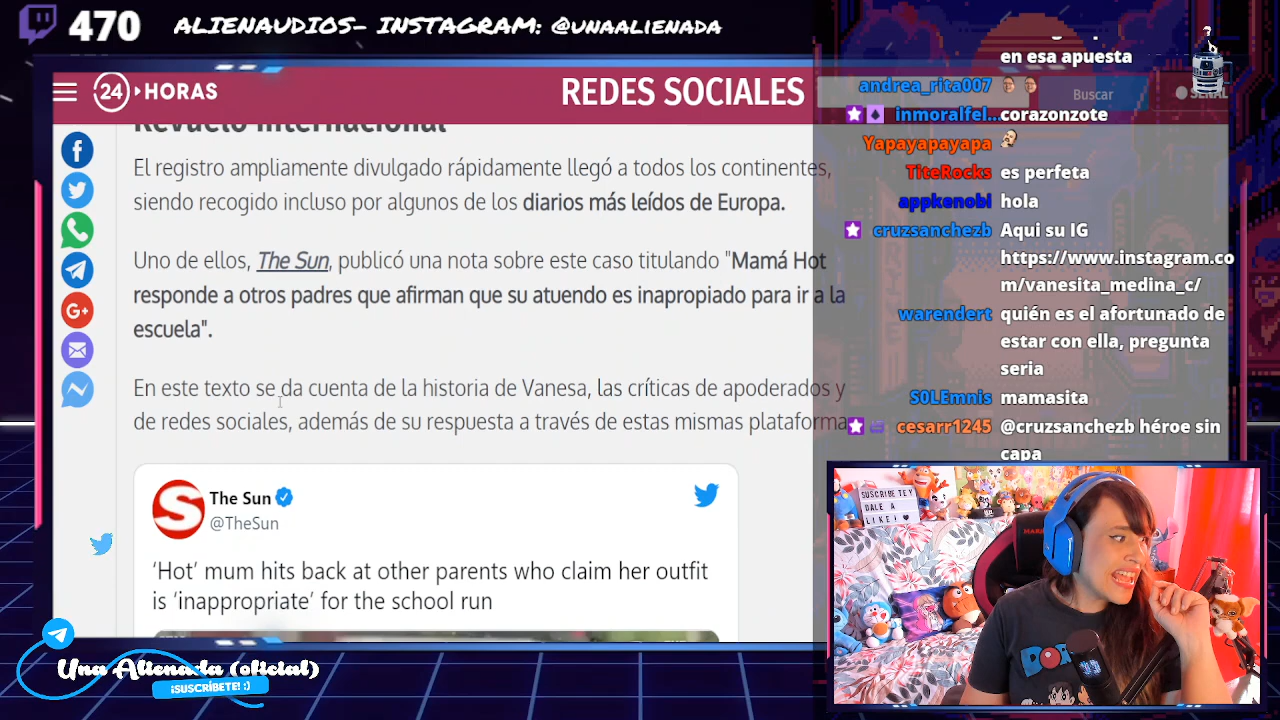 470
ALIENAUDIOS- INSTAGRAM: @UNAALIENADA
24 HORAS
REDES SOCIALES
Buscar
Revuelo Internacional
El registro ampliamente divulgado rápidamente llegó a todos los continentes,
siendo recogido incluso por algunos de los diarios más leídos de Europa.
Uno de ellos, The Sun, publicó una nota sobre este caso titulando "Mamá Hot
responde a otros padres que afirman que su atuendo es inapropiado para ir a la
escuela".
En este texto se da cuenta de la historia de Vanesa, las críticas de apoderados y
de redes sociales, además de su respuesta a través de estas mismas plataforma
The Sun
@TheSun
'Hot' mum hits back at other parents who claim her outfit
is 'inappropriate' for the school run
en esa apuesta
andrea_rita007
inmoralfel... corazonzote
Yapayapayapa
TiteRocks es perfeta
appkenobi hola
cruzsanchezb Aqui su IG
https://www.instagram.co
m/vanesita_medina_c/
warendert quién es el afortunado de
estar con ella, pregunta
seria
S0LEmnis mamasita
cesarr1245 @cruzsanchezb héroe sin
capa
SUSCRIBETE Y
DALE A
LIKE! ♥
Una Alienada (oficial)
¡SUSCRÍBETE! :)